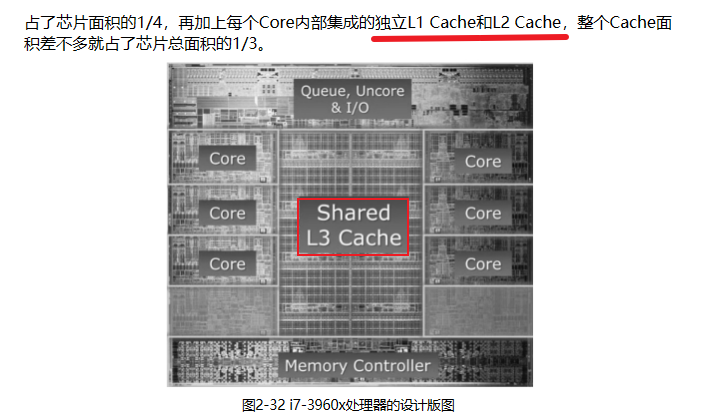 占了芯片面积的1/4，再加上每个Core内部集成的独立L1 Cache和L2 Cache，整个Cache面
积差不多就占了芯片总面积的1/3。
Queue, Uncore
& I/O
Core
Core
Shared
L3 Cache
Core
Core
Core
Core
Memory Controller
图2-32 i7-3960x处理器的设计版图